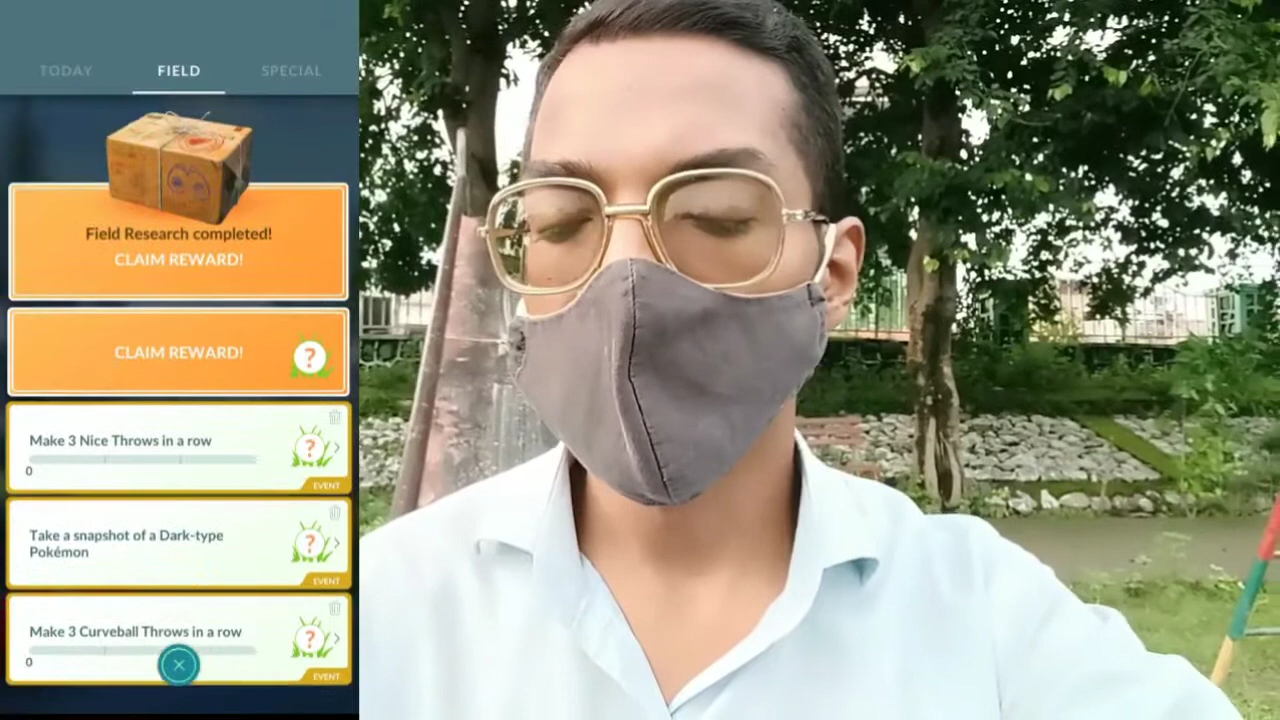 TODAY FIELD SPECIAL
Field Research completed!
CLAIM REWARD!
CLAIM REWARD!
?
Make 3 Nice Throws in a row
?
0
EVENT
Take a snapshot of a Dark-type
Pokémon
?
EVENT
Make 3 Curveball Throws in a row
?
0
EVENT